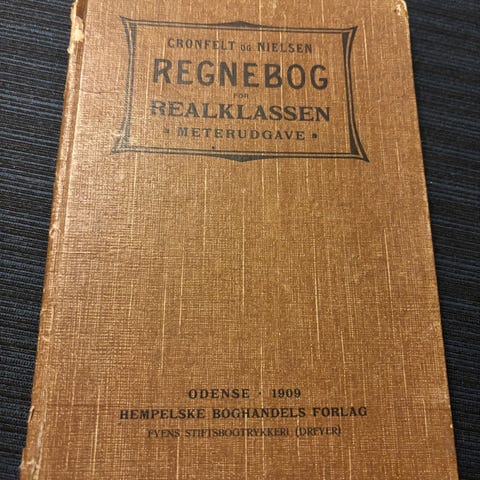 CRONFELT OG NIELSEN
REGNEBOG
FOR
REALKLASSEN
METERUDGAVE
ODENSE · 1909
HEMPELSKE BOGHANDELS FORLAG
FYENS STIFTSBOGTRYKKERI (DREYER)